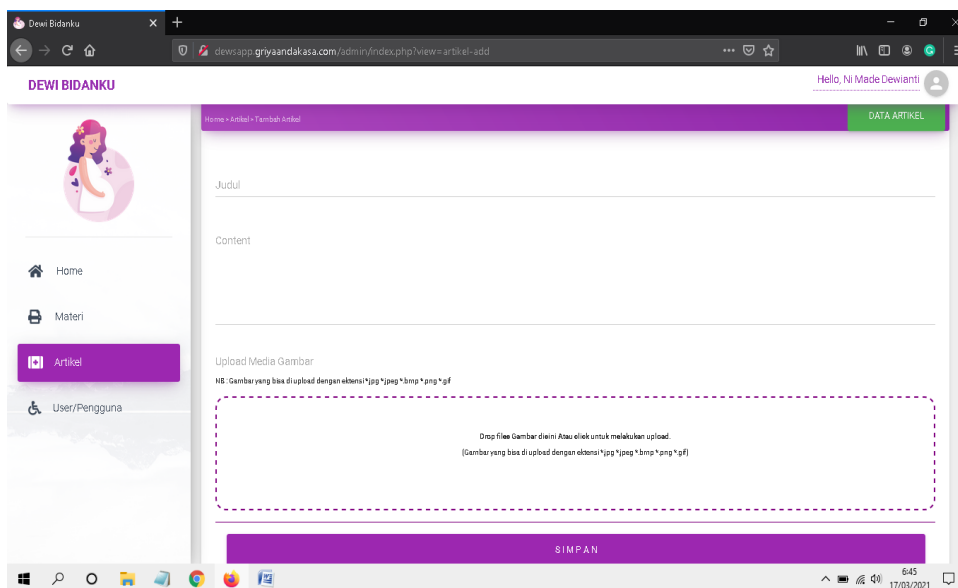 Dewi Bidanku
dewsapp.griyaandakasa.com/admin/index.php?view=artikel-add
DEWI BIDANKU
Hello, Ni Made Dewianti
Home > Artikel > Tambah Artikel
DATA ARTIKEL
Judul
Content
Home
Materi
Artikel
User/Pengguna
Upload Media Gambar
NB : Gambar yang bisa di upload dengan ektensi *.jpg *.jpeg *.bmp *.png *.gif
Drop files Gambar disini Atau click untuk melakukan upload.
(Gambar yang bisa di upload dengan ektensi *.jpg *.jpeg *.bmp *.png *.gif)
SIMPAN
6:45
17/03/2021